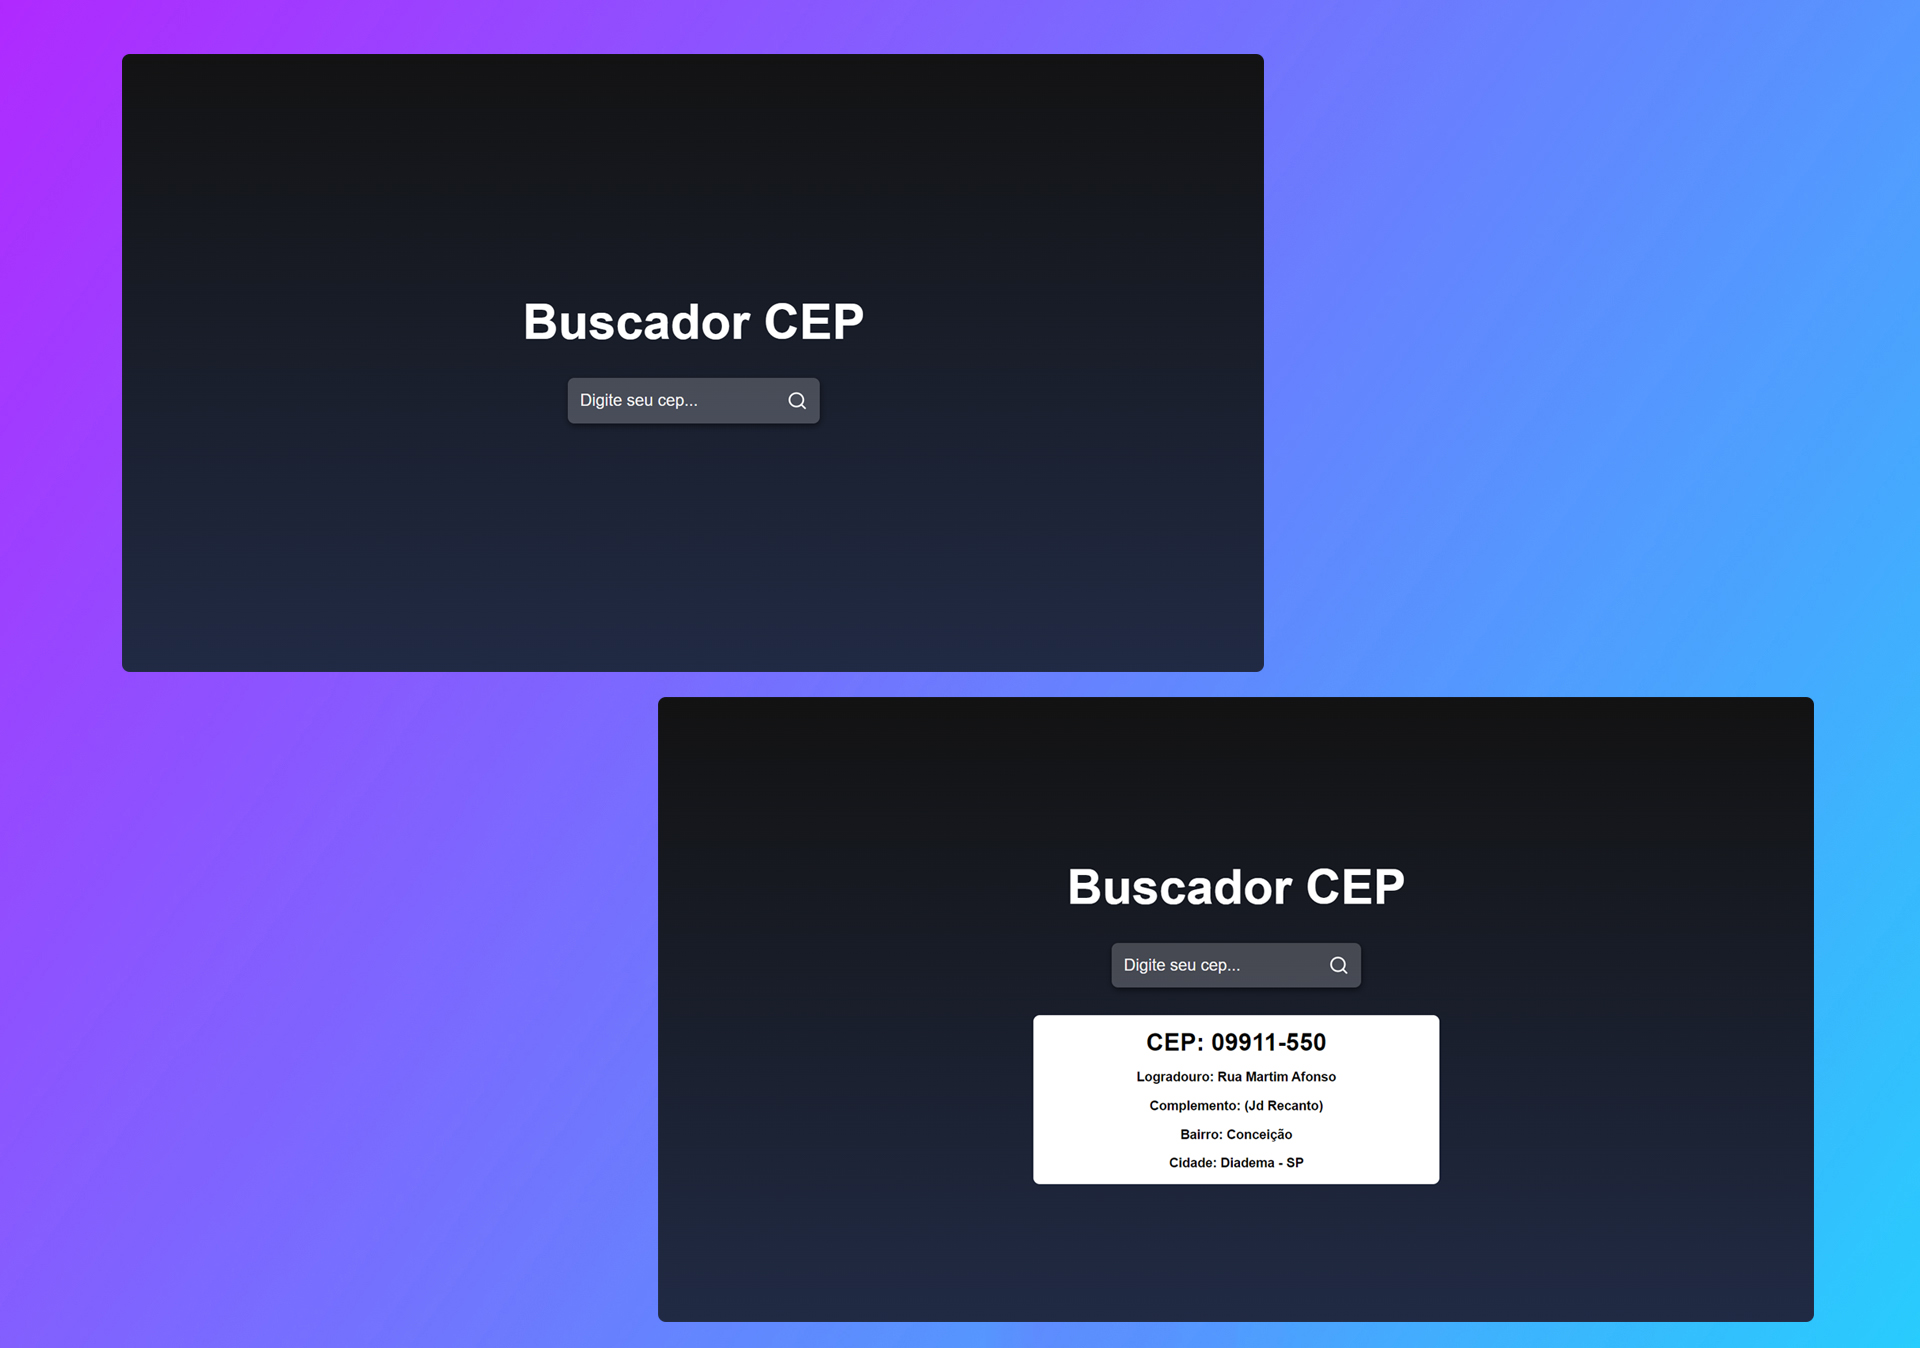 Buscador CEP
Digite seu cep...
Buscador CEP
Digite seu cep...
CEP: 09911-550
Logradouro: Rua Martim Afonso
Complemento: (Jd Recanto)
Bairro: Conceição
Cidade: Diadema - SP